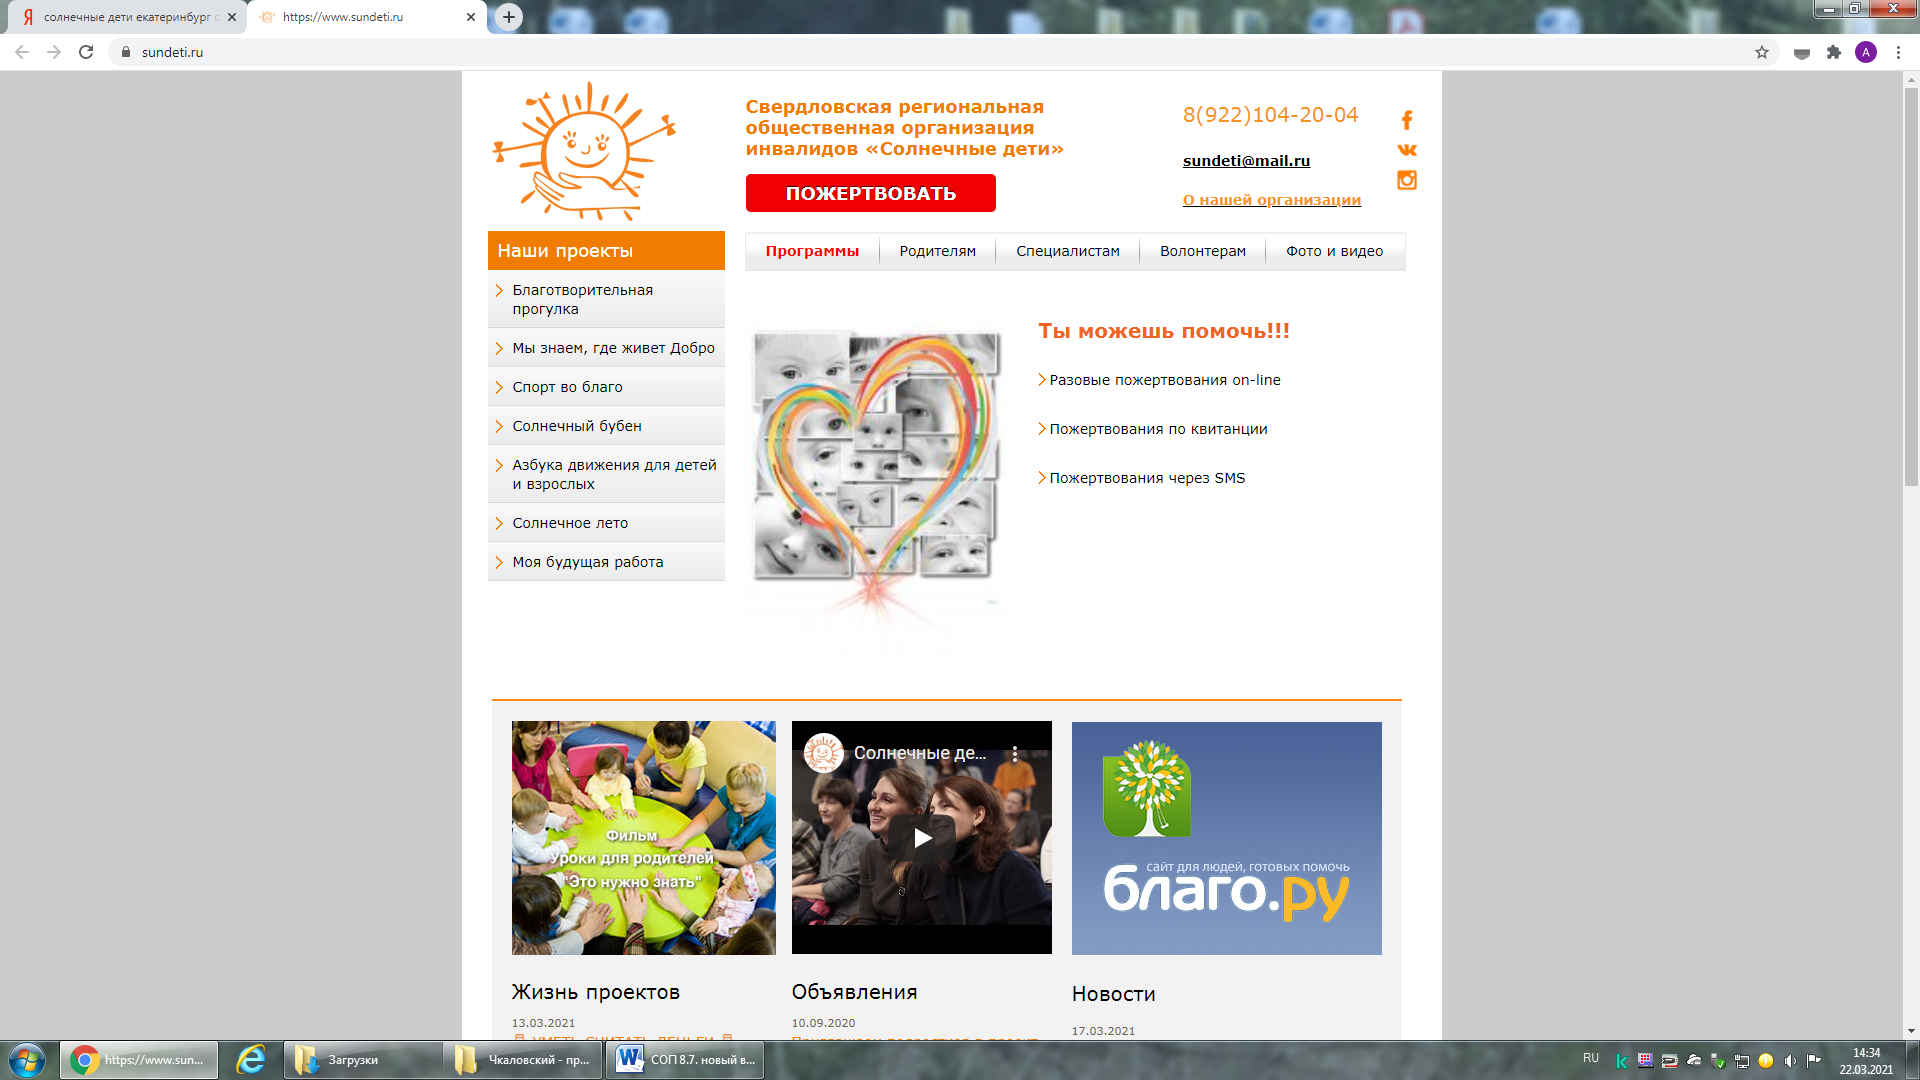 солнечные дети екатеринбург с
https://www.sundeti.ru
sundeti.ru
A
Свердловская региональная
общественная организация
инвалидов «Солнечные дети»
ПОЖЕРТВОВАТЬ
8(922)104-20-04
sundeti@mail.ru
О нашей организации
Наши проекты
Благотворительная
прогулка
Мы знаем, где живет Добро
Спорт во благо
Солнечный бубен
Азбука движения для детей
и взрослых
Солнечное лето
Моя будущая работа
Программы
Родителям
Специалистам
Волонтерам
Фото и видео
Ты можешь помочь!!!
Разовые пожертвования on-line
Пожертвования по квитанции
Пожертвования через SMS
Фильм
Уроки для родителей
"Это нужно знать"
Солнечные де...
сайт для людей, готовых помочь
благо.ру
Жизнь проектов
13.03.2021
УМЕТЬ СЧИТАТЬ ДЕНЬГИ
Объявления
10.09.2020
Приглашаем подростков в проект
Новости
17.03.2021
https://www.sun...
Загрузки
Чкаловский - пр...
СОП 8.7. новый в...
RU
14:34
22.03.2021